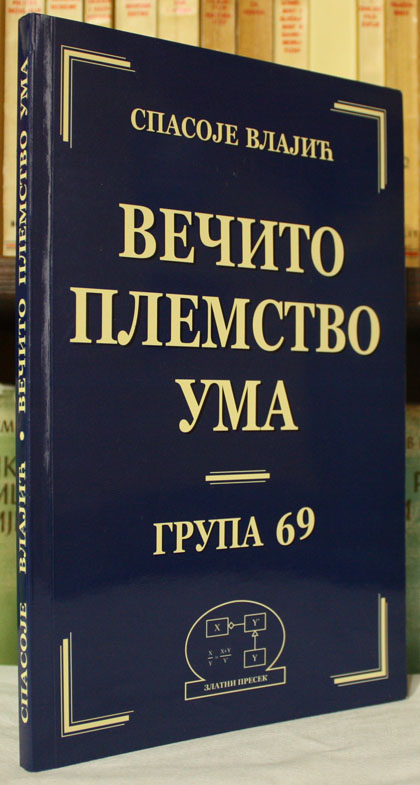 СПАСОЈЕ ВЛАЈИЋ
ВЕЧИТО
ПЛЕМСТВО
УМА
ГРУПА 69
X Y'
X/Y = X+Y/Y Y
ЗЛАТНИ ПРЕСЕК
СПАСОЈЕ ВЛАЈИЋ • ВЕЧИТО ПЛЕМСТВО УМА